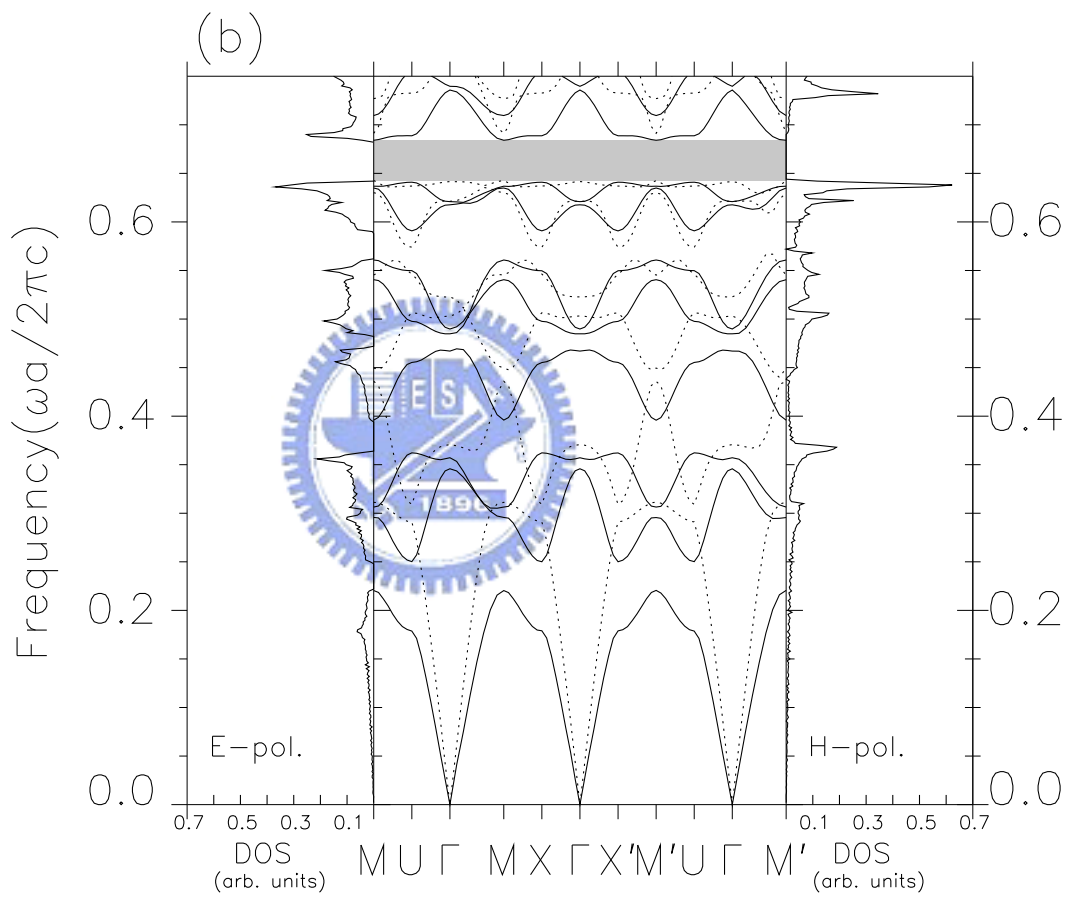 (b)
Frequency(ωa/2πc)
0.6
0.4
0.2
0.0
0.6
0.4
0.2
0.0
E-pol.
H-pol.
ES
1896
0.7 0.5 0.3 0.1
0.1 0.3 0.5 0.7
DOS
(arb. units)
M U Γ M X Γ X' M' U Γ M'
DOS
(arb. units)